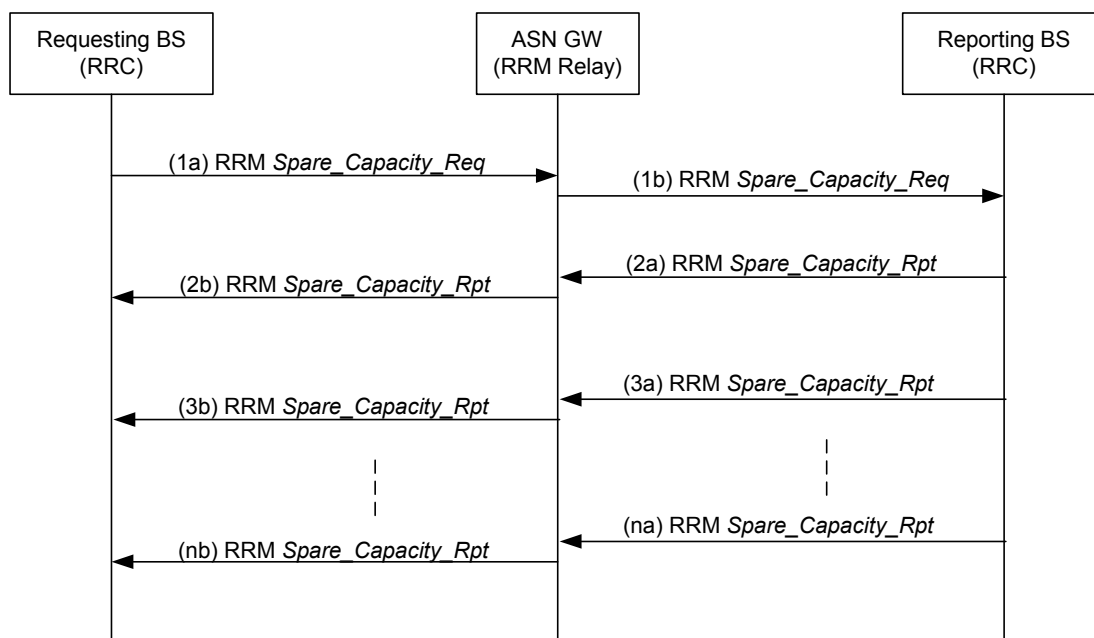 Requesting BS
(RRC)
ASN GW
(RRM Relay)
Reporting BS
(RRC)
(1a) RRM Spare_Capacity_Req
(1b) RRM Spare_Capacity_Req
(2a) RRM Spare_Capacity_Rpt
(2b) RRM Spare_Capacity_Rpt
(3a) RRM Spare_Capacity_Rpt
(3b) RRM Spare_Capacity_Rpt
(na) RRM Spare_Capacity_Rpt
(nb) RRM Spare_Capacity_Rpt